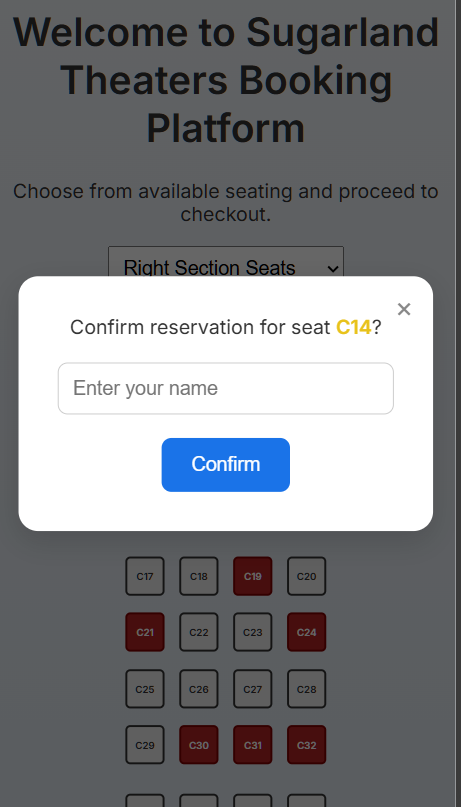 Welcome to Sugarland
Theaters Booking
Platform
Choose from available seating and proceed to
checkout.
Right Section Seats
×
Confirm reservation for seat C14?
Enter your name
Confirm
C17 C18 C19 C20
C21 C22 C23 C24
C25 C26 C27 C28
C29 C30 C31 C32